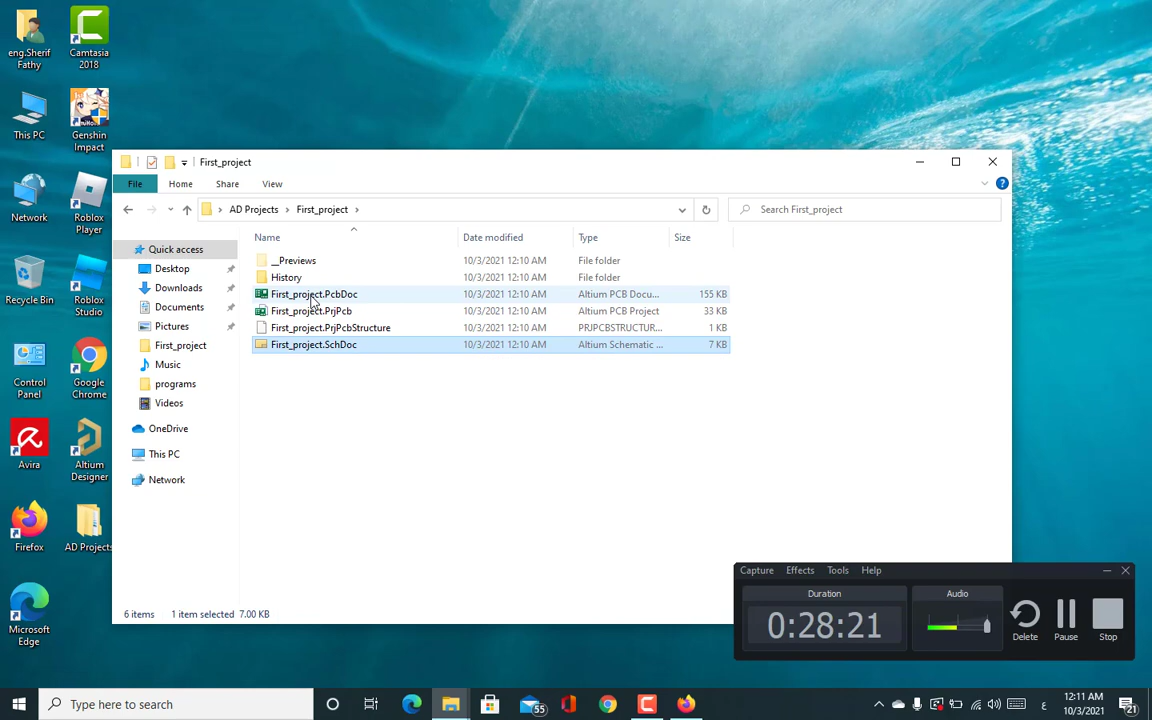 eng.Sherif
Fathy
Camtasia
2018
This PC
Genshin
Impact
Network
Roblox
Player
Recycle Bin
Roblox
Studio
Control
Panel
Google
Chrome
Avira
Altium
Designer
Firefox
AD Projects
Microsoft
Edge
First_project
File
Home
Share
View
AD Projects
First_project
Search First_project
Name
Date modified
Type
Size
Quick access
Desktop
Downloads
Documents
Pictures
First_project
Music
programs
Videos
OneDrive
This PC
Network
__Previews 10/3/2021 12:10 AM File folder
History 10/3/2021 12:10 AM File folder
First_project.PcbDoc 10/3/2021 12:10 AM Altium PCB Docu... 155 KB
First_project.PrjPcb 10/3/2021 12:10 AM Altium PCB Project 33 KB
First_project.PrjPcbStructure 10/3/2021 12:10 AM PRJPCBSTRUCTUR... 1 KB
First_project.SchDoc 10/3/2021 12:10 AM Altium Schematic ... 7 KB
6 items 1 item selected 7.00 KB
Capture Effects Tools Help
Duration
0:28:21
Audio
Delete
Pause
Stop
Type here to search
55
ع
12:11 AM
10/3/2021
21